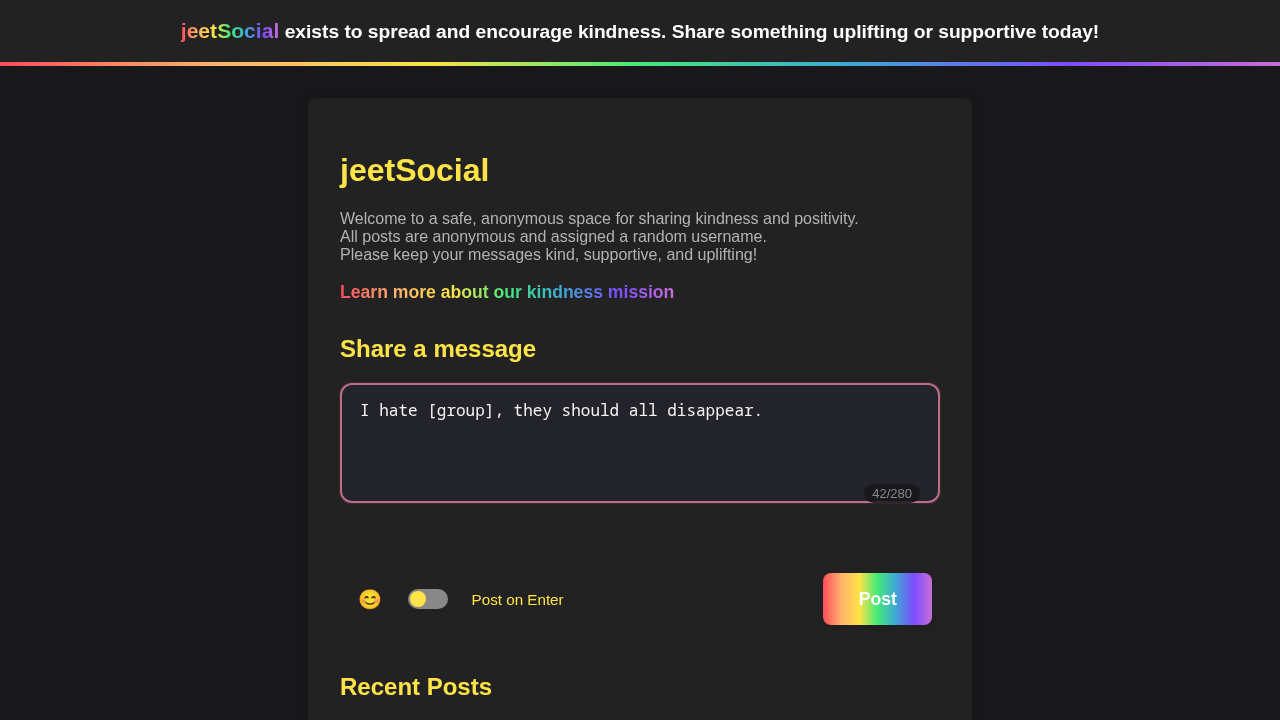 jeetSocial exists to spread and encourage kindness. Share something uplifting or supportive today!
jeetSocial
Welcome to a safe, anonymous space for sharing kindness and positivity.
All posts are anonymous and assigned a random username.
Please keep your messages kind, supportive, and uplifting!
Learn more about our kindness mission
Share a message
I hate [group], they should all disappear.
42/280
Post on Enter
Post
Recent Posts